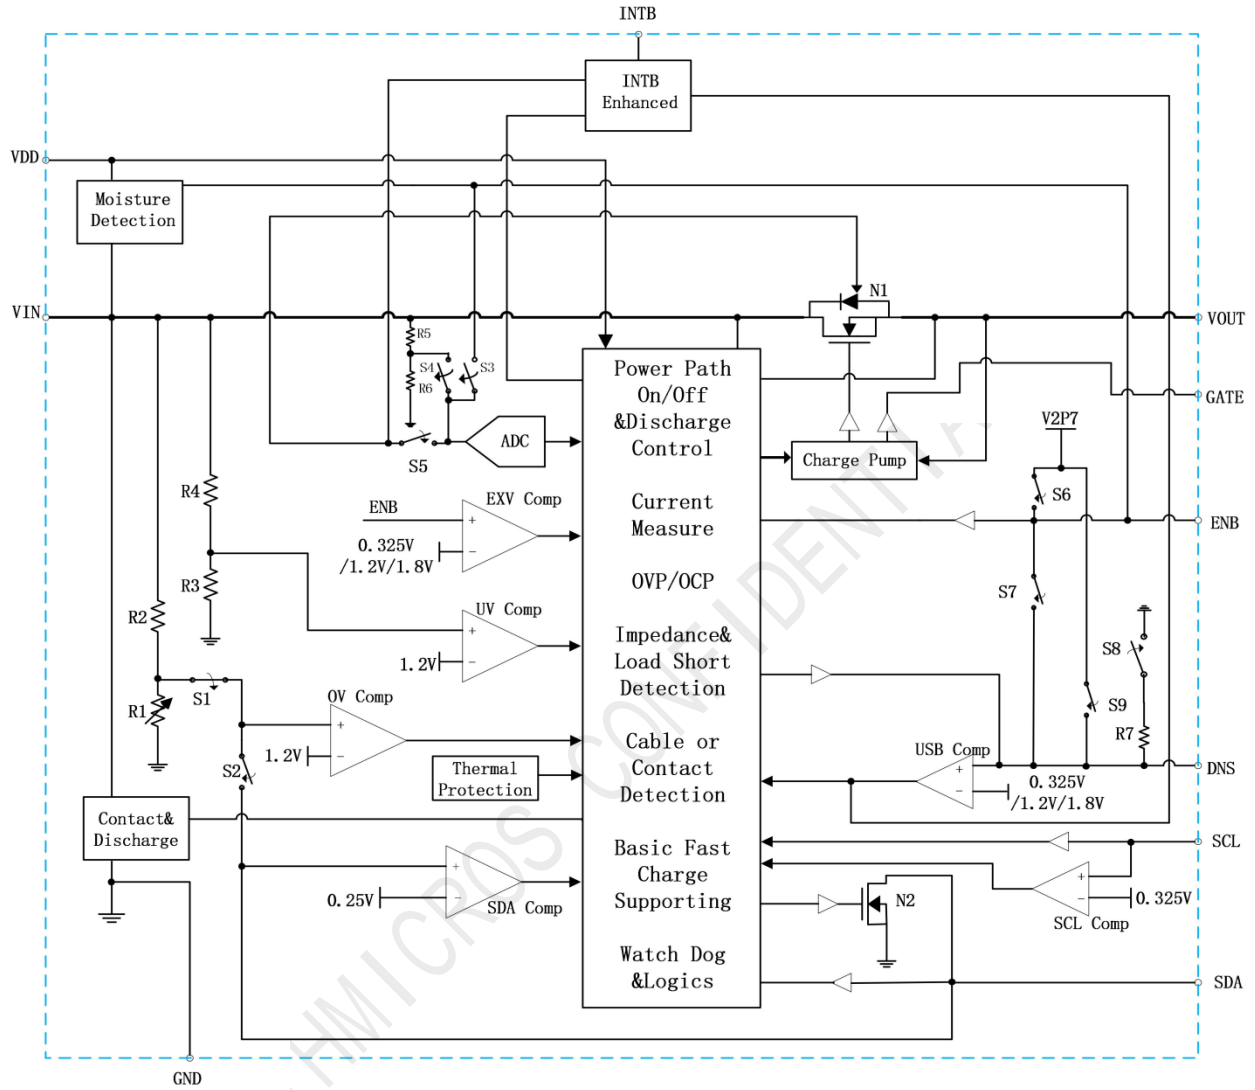 INTB
INTB
Enhanced
VDD
Moisture
Detection
VIN
N1
VOUT
R5
S4
S3
R6
Power Path
On/Off
&Discharge
Control
GATE
V2P7
ADC
S5
Charge Pump
R4
EXV Comp
ENB
0.325V
/1.2V/1.8V
Current
Measure
S6
ENB
R3
OVP/OCP
S7
R2
UV Comp
1.2V
Impedance&
Load Short
Detection
S8
S1
R1
OV Comp
S9
R7
S2
1.2V
Cable or
Contact
Detection
USB Comp
Thermal
Protection
0.325V
/1.2V/1.8V
DNS
Contact&
Discharge
SCL
Basic Fast
Charge
Supporting
0.25V
SDA Comp
N2
0.325V
SCL Comp
Watch Dog
&Logics
SDA
GND
HMICROS CONFIDENTIA